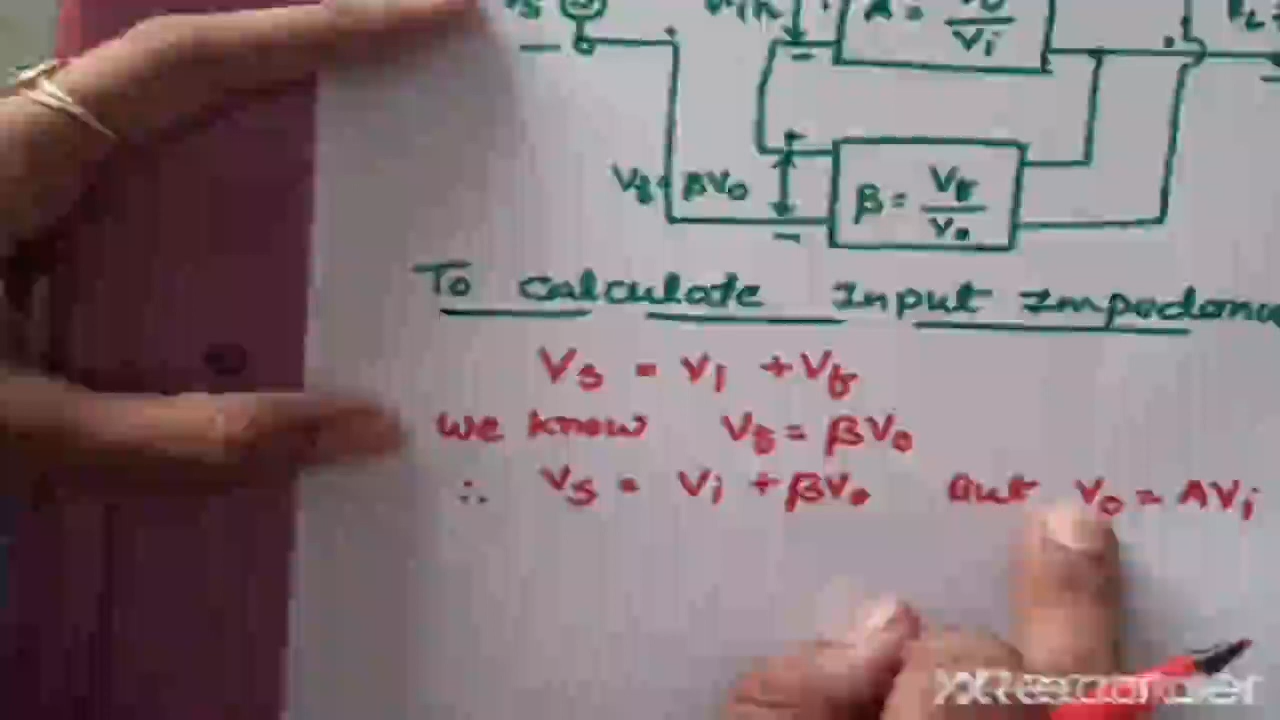 A = Vo/Vi
Vf = βVo
β = Vf/Vo
To calculate Input
Vs = Vi + Vf
we know Vf = βVo
∴ Vs = Vi + βVo but Vo = AVi
XRecorder